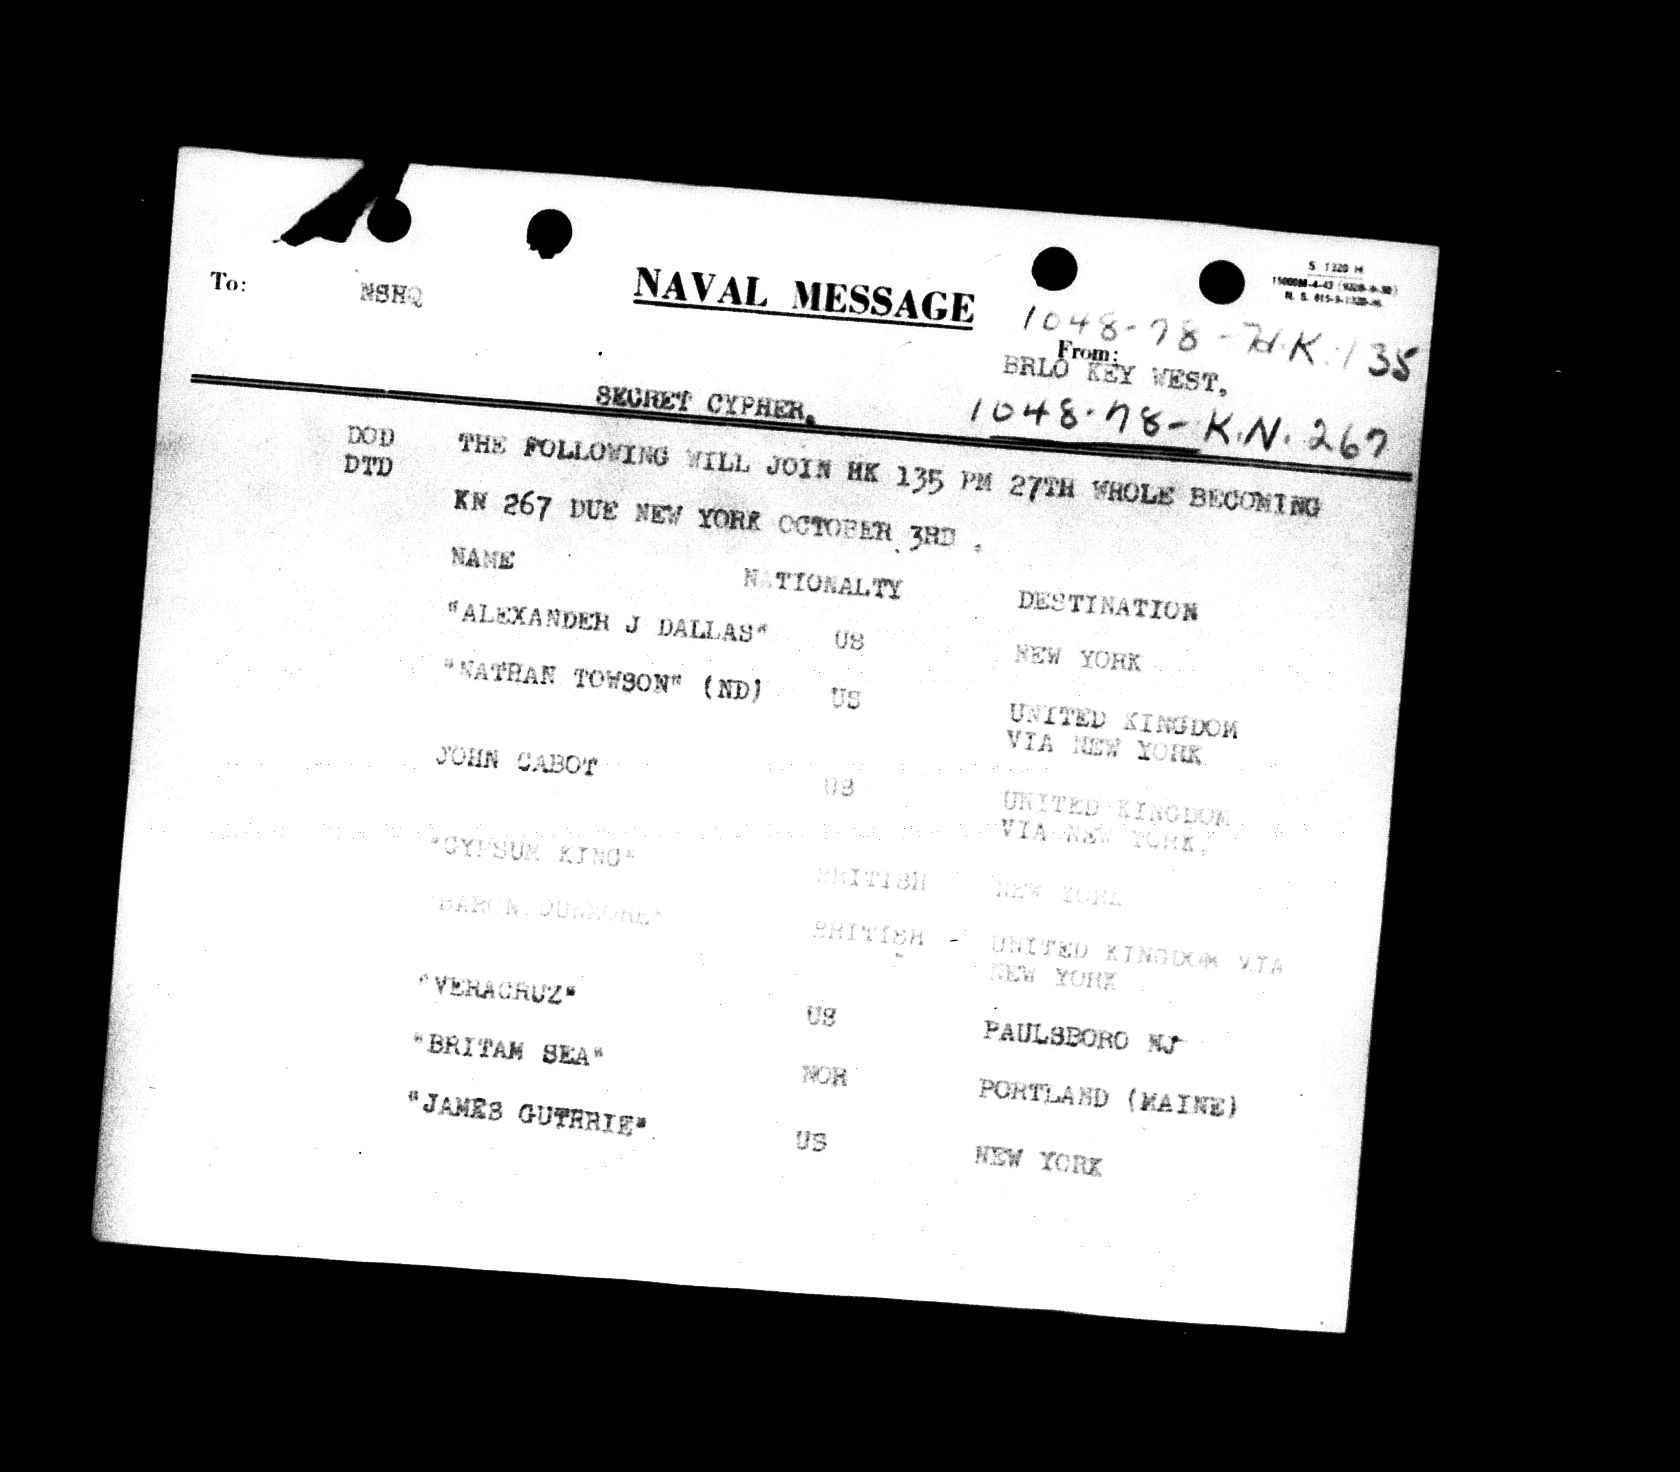 S 1320 H
To: NSHQ
NAVAL MESSAGE
1048-78-H.K.135
From:
BRLO KEY WEST,
SECRET CYPHER.
1048-78-K.N. 267
DOD THE FOLLOWING WILL JOIN HK 135 PM 27TH WHOLE BECOMING
DTD
KN 267 DUE NEW YORK OCTOBER 3RD .
NAME NATIONALTY DESTINATION
"ALEXANDER J DALLAS" US NEW YORK
"NATHAN TOWSON" (ND) US UNITED KINGDOM
VIA NEW YORK
JOHN CABOT US UNITED KINGDOM
VIA NEW YORK.
"GYPSUM KING" BRITISH NEW YORK
"BARON DUNMORE" BRITISH - UNITED KINGDOM VIA
NEW YORK
"VERACRUZ" US PAULSBORO NJ
"BRITAM SEA" NOR PORTLAND (MAINE)
"JAMES GUTHRIE" US NEW YORK